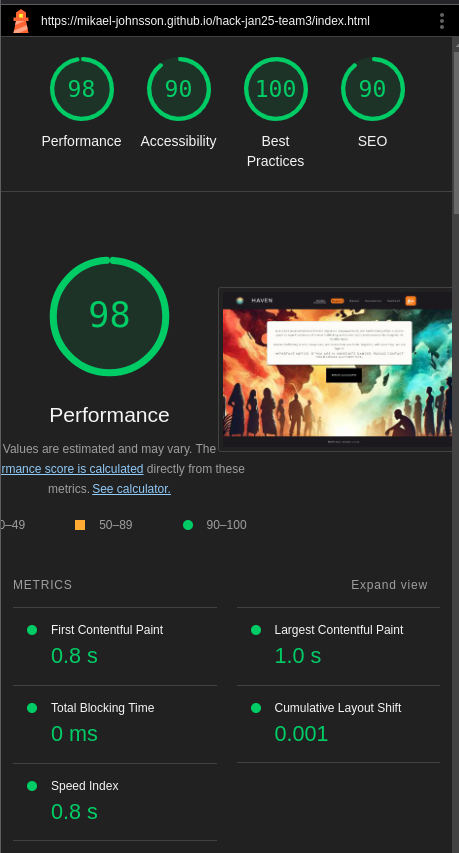 https://mikael-johnsson.github.io/hack-jan25-team3/index.html
98 90 100 90
Performance Accessibility Best Practices SEO
98
HAVEN
Performance
Values are estimated and may vary. The
rmance score is calculated directly from these
metrics. See calculator.
0–49 50–89 90–100
METRICS Expand view
First Contentful Paint
0.8 s
Largest Contentful Paint
1.0 s
Total Blocking Time
0 ms
Cumulative Layout Shift
0.001
Speed Index
0.8 s